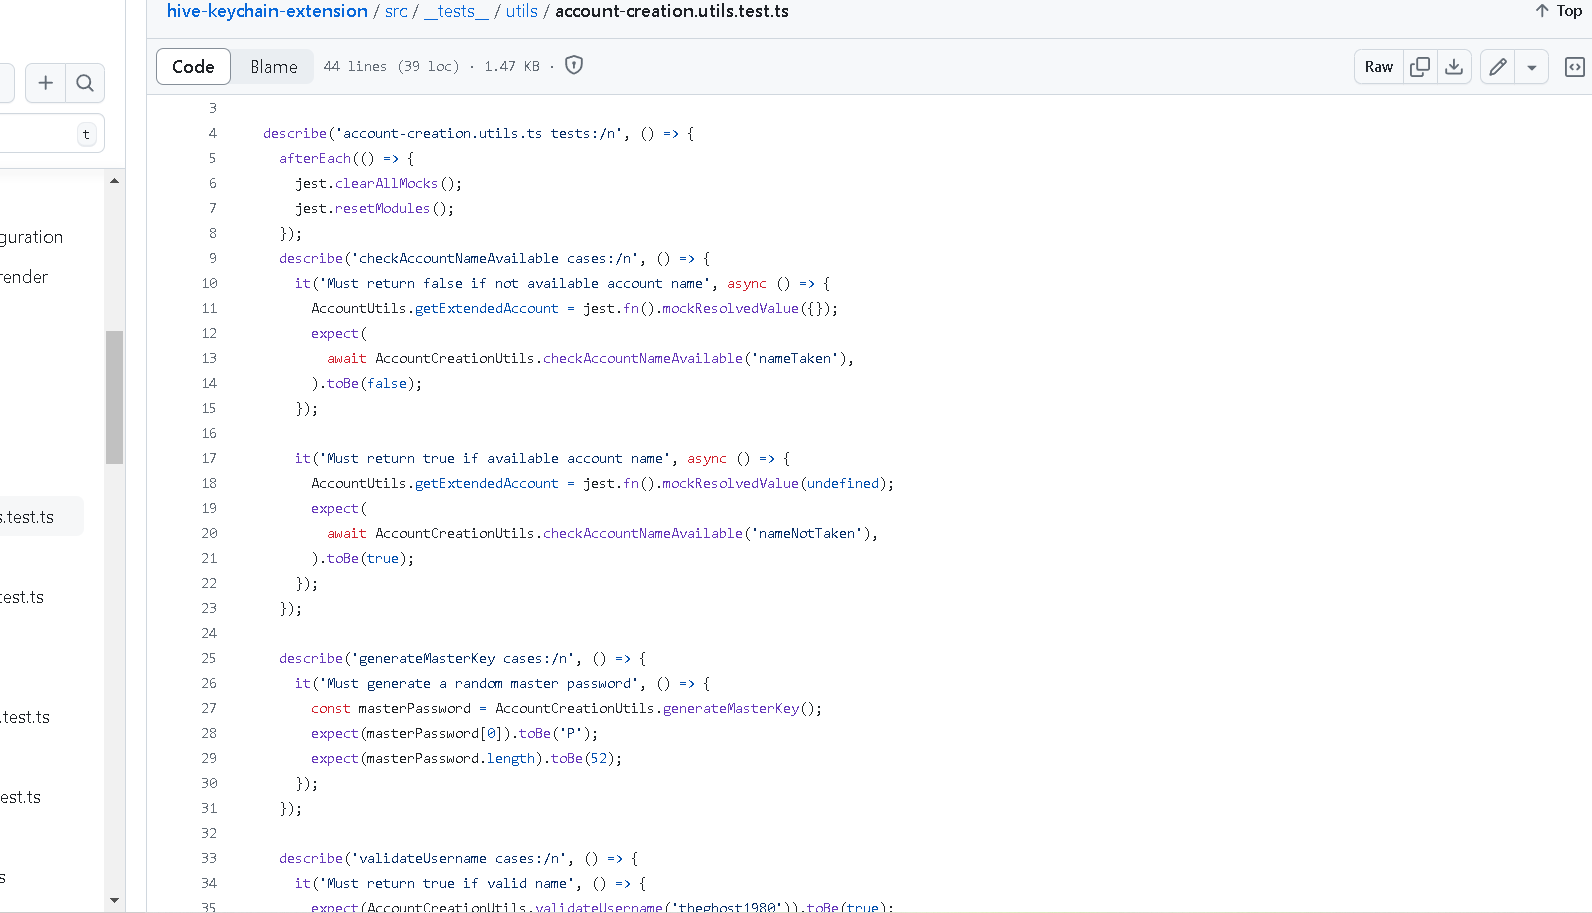 hive-keychain-extension / src / __tests__ / utils / account-creation.utils.test.ts
Top
t
guration
render
s.test.ts
test.ts
.test.ts
est.ts
s
Code Blame 44 lines (39 loc) · 1.47 KB ·
Raw
3
4 describe('account-creation.utils.ts tests:/n', () => {
5 afterEach(() => {
6 jest.clearAllMocks();
7 jest.resetModules();
8 });
9 describe('checkAccountNameAvailable cases:/n', () => {
10 it('Must return false if not available account name', async () => {
11 AccountUtils.getExtendedAccount = jest.fn().mockResolvedValue({});
12 expect(
13 await AccountCreationUtils.checkAccountNameAvailable('nameTaken'),
14 ).toBe(false);
15 });
16
17 it('Must return true if available account name', async () => {
18 AccountUtils.getExtendedAccount = jest.fn().mockResolvedValue(undefined);
19 expect(
20 await AccountCreationUtils.checkAccountNameAvailable('nameNotTaken'),
21 ).toBe(true);
22 });
23 });
24
25 describe('generateMasterKey cases:/n', () => {
26 it('Must generate a random master password', () => {
27 const masterPassword = AccountCreationUtils.generateMasterKey();
28 expect(masterPassword[0]).toBe('P');
29 expect(masterPassword.length).toBe(52);
30 });
31 });
32
33 describe('validateUsername cases:/n', () => {
34 it('Must return true if valid name', () => {
35 expect(AccountCreationUtils.validateUsername('theghost1980')).toBe(true);